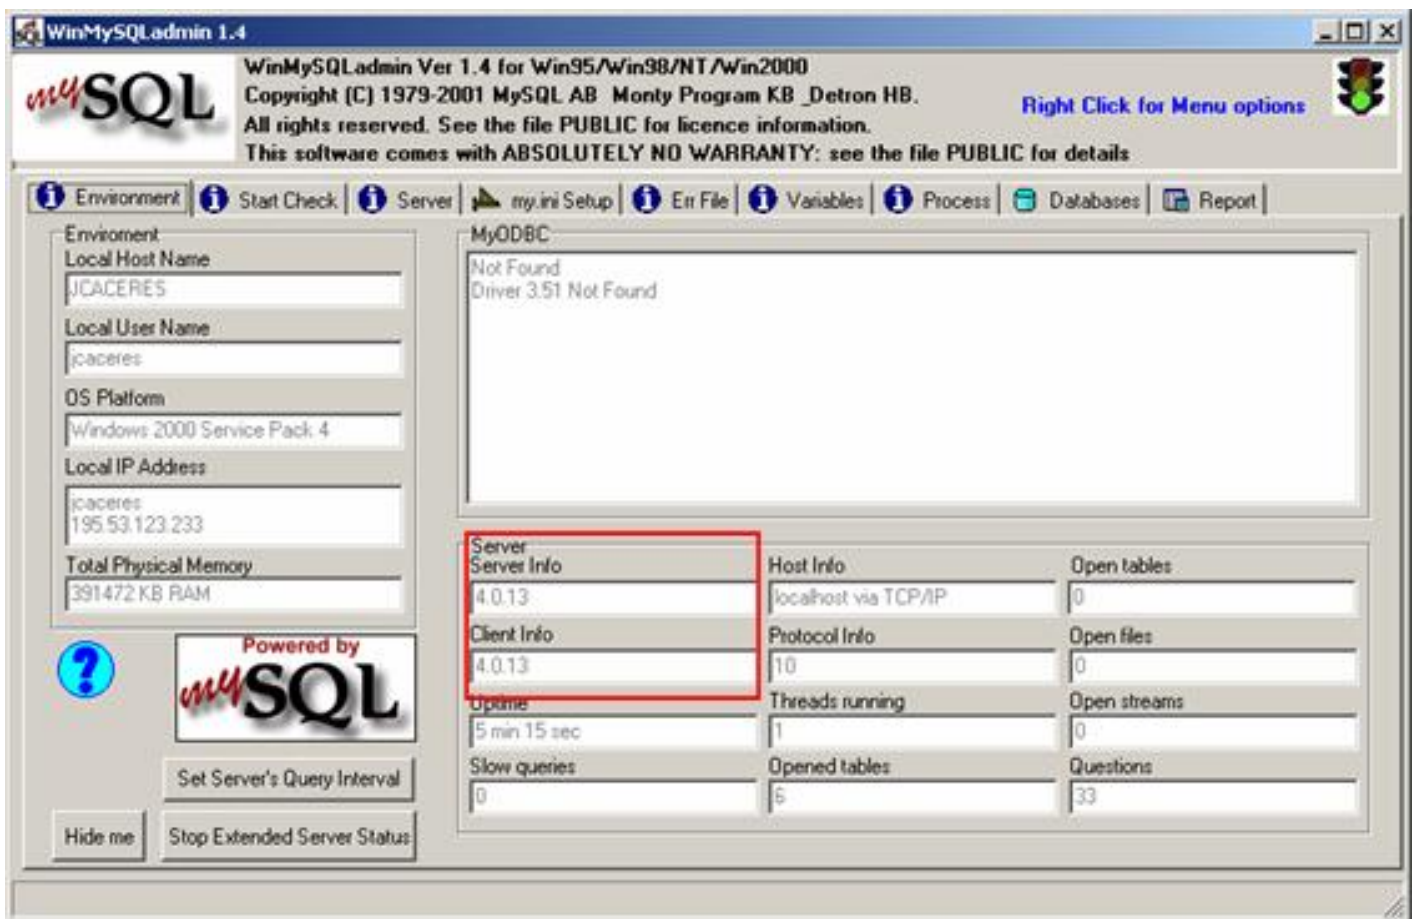 WinMySQLadmin 1.4
mySQL
WinMySQLadmin Ver 1.4 for Win95/Win98/NT/Win2000
Copyright (C) 1979-2001 MySQL AB Monty Program KB _Detron HB.
All rights reserved. See the file PUBLIC for licence information.
This software comes with ABSOLUTELY NO WARRANTY: see the file PUBLIC for details
Right Click for Menu options
Environment Start Check Server my.ini Setup Err File Variables Process Databases Report
Enviroment
Local Host Name
JCACERES
Local User Name
jcaceres
OS Platform
Windows 2000 Service Pack 4
Local IP Address
jcaceres
195.53.123.233
Total Physical Memory
391472 KB RAM
Powered by
mySQL
Set Server's Query Interval
Hide me
Stop Extended Server Status
MyODBC
Not Found
Driver 3.51 Not Found
Server
Server Info
4.0.13
Client Info
4.0.13
Uptime
5 min 15 sec
Slow queries
0
Host Info
localhost via TCP/IP
Protocol Info
10
Threads running
1
Opened tables
6
Open tables
0
Open files
0
Open streams
0
Questions
33